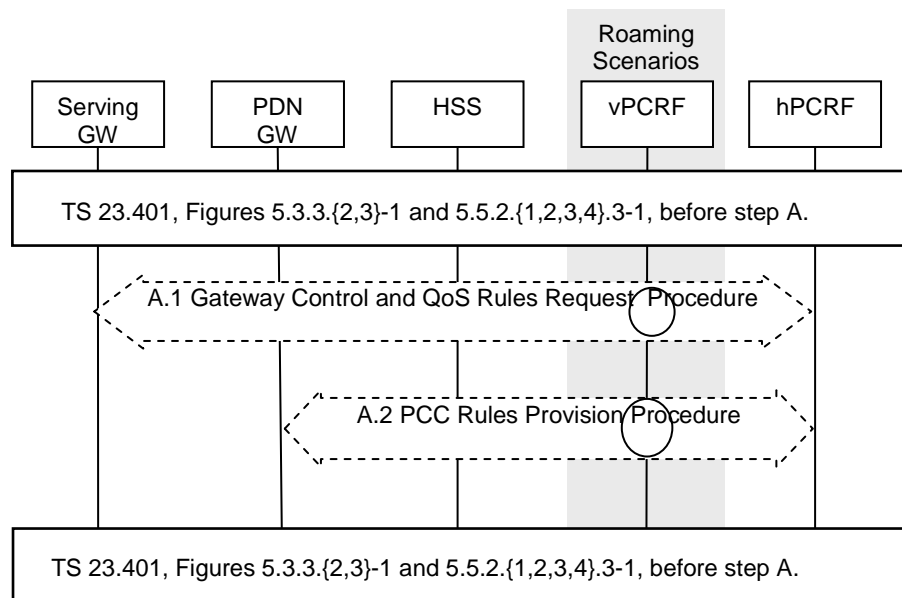 Roaming
Scenarios
Serving
GW
PDN
GW
HSS
vPCRF
hPCRF
TS 23.401, Figures 5.3.3.{2,3}-1 and 5.5.2.{1,2,3,4}.3-1, before step A.
A.1 Gateway Control and QoS Rules Request Procedure
A.2 PCC Rules Provision Procedure
TS 23.401, Figures 5.3.3.{2,3}-1 and 5.5.2.{1,2,3,4}.3-1, before step A.